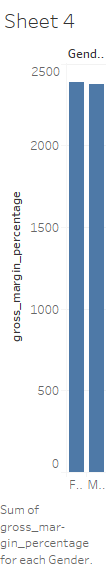 Sheet 4
Gend..
2500
2000
1500
1000
500
0
gross_margin_percentage
F.. M..
Sum of
gross_mar-
gin_percentage
for each Gender.